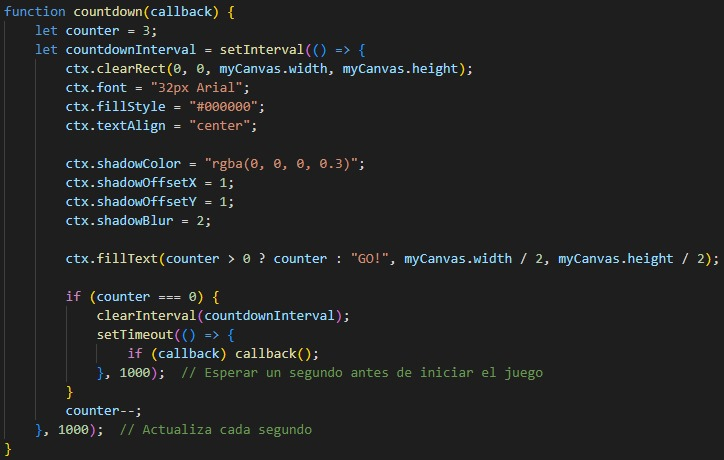 function countdown(callback) {
    let counter = 3;
    let countdownInterval = setInterval(() => {
        ctx.clearRect(0, 0, myCanvas.width, myCanvas.height);
        ctx.font = "32px Arial";
        ctx.fillStyle = "#000000";
        ctx.textAlign = "center";

        ctx.shadowColor = "rgba(0, 0, 0, 0.3)";
        ctx.shadowOffsetX = 1;
        ctx.shadowOffsetY = 1;
        ctx.shadowBlur = 2;

        ctx.fillText(counter > 0 ? counter : "GO!", myCanvas.width / 2, myCanvas.height / 2);

        if (counter === 0) {
            clearInterval(countdownInterval);
            setTimeout(() => {
                if (callback) callback();
            }, 1000);  // Esperar un segundo antes de iniciar el juego
        }
        counter--;
    }, 1000);  // Actualiza cada segundo
}